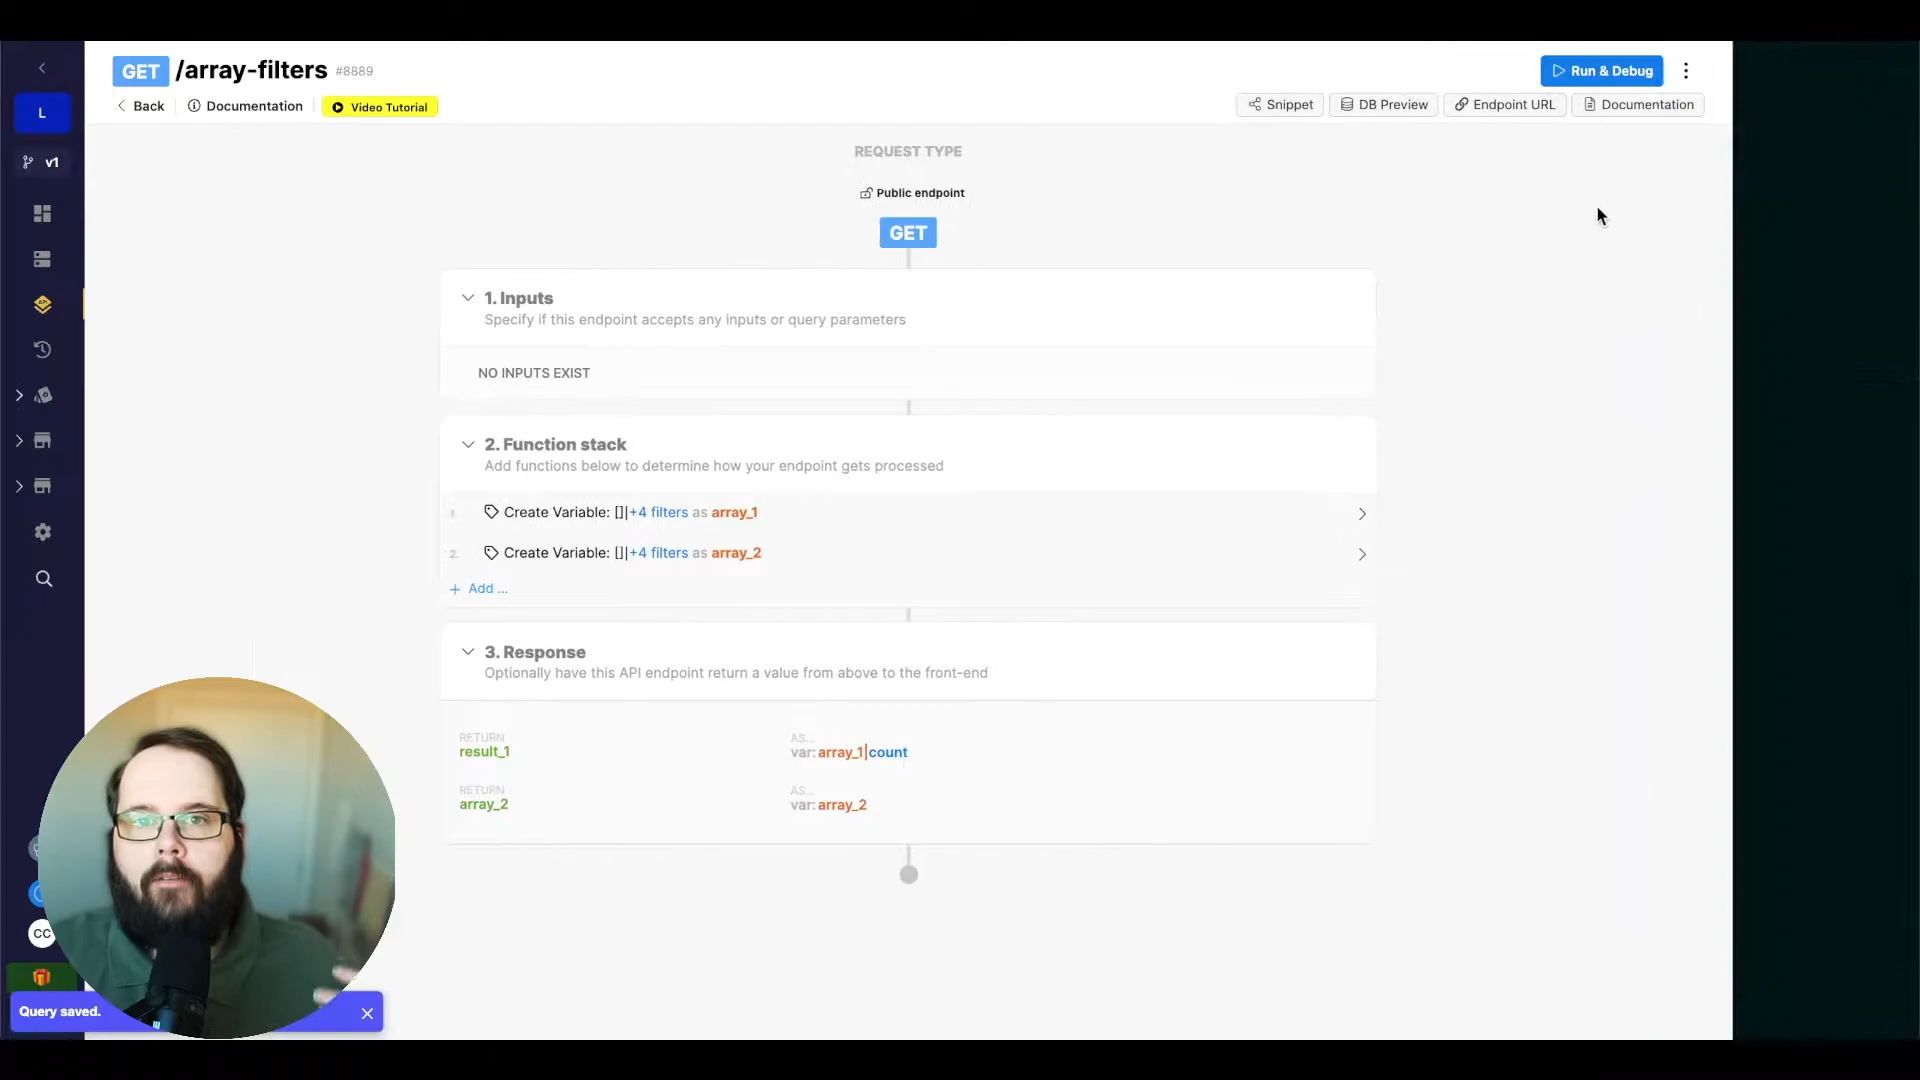 GET /array-filters #8889
Run & Debug
Back
Documentation
Video Tutorial
Snippet
DB Preview
Endpoint URL
Documentation
L
v1
REQUEST TYPE
Public endpoint
GET
1. Inputs
Specify if this endpoint accepts any inputs or query parameters
NO INPUTS EXIST
2. Function stack
Add functions below to determine how your endpoint gets processed
1. Create Variable: []|+4 filters as array_1
2. Create Variable: []|+4 filters as array_2
+ Add ...
3. Response
Optionally have this API endpoint return a value from above to the front-end
RETURN AS...
result_1 var: array_1|count
RETURN AS...
array_2 var: array_2
CC
Query saved.